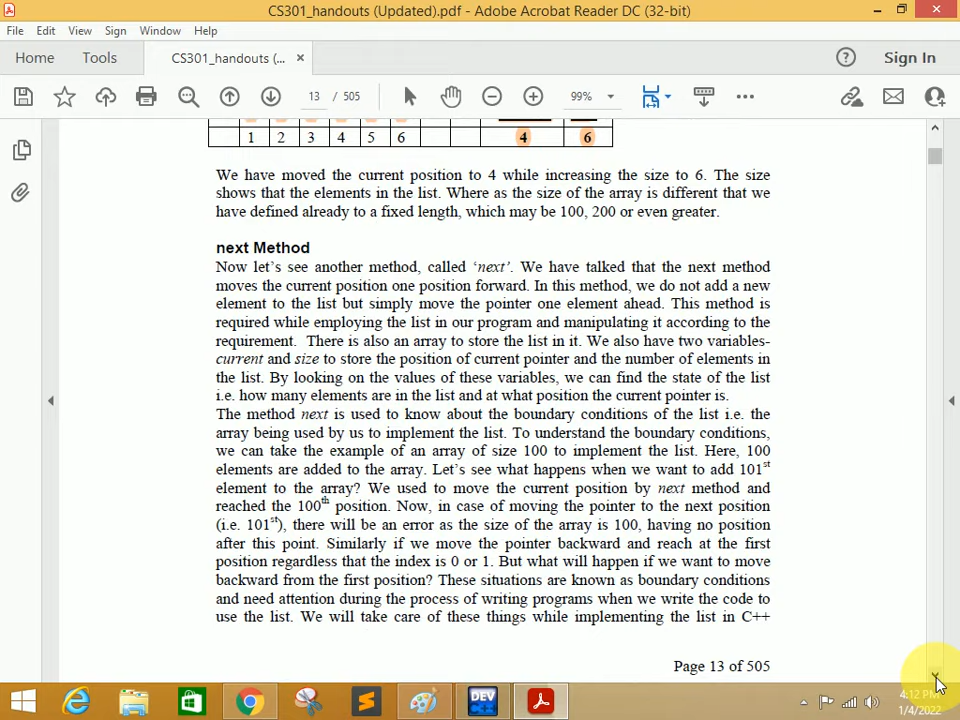 CS301_handouts (Updated).pdf - Adobe Acrobat Reader DC (32-bit)
File Edit View Sign Window Help
Home Tools CS301_handouts (... × Sign In
13 / 505 99%
1 2 3 4 5 6 4 6
We have moved the current position to 4 while increasing the size to 6. The size
shows that the elements in the list. Where as the size of the array is different that we
have defined already to a fixed length, which may be 100, 200 or even greater.
next Method
Now let's see another method, called 'next'. We have talked that the next method
moves the current position one position forward. In this method, we do not add a new
element to the list but simply move the pointer one element ahead. This method is
required while employing the list in our program and manipulating it according to the
requirement. There is also an array to store the list in it. We also have two variables-
current and size to store the position of current pointer and the number of elements in
the list. By looking on the values of these variables, we can find the state of the list
i.e. how many elements are in the list and at what position the current pointer is.
The method next is used to know about the boundary conditions of the list i.e. the
array being used by us to implement the list. To understand the boundary conditions,
we can take the example of an array of size 100 to implement the list. Here, 100
elements are added to the array. Let's see what happens when we want to add 101st
element to the array? We used to move the current position by next method and
reached the 100th position. Now, in case of moving the pointer to the next position
(i.e. 101st), there will be an error as the size of the array is 100, having no position
after this point. Similarly if we move the pointer backward and reach at the first
position regardless that the index is 0 or 1. But what will happen if we want to move
backward from the first position? These situations are known as boundary conditions
and need attention during the process of writing programs when we write the code to
use the list. We will take care of these things while implementing the list in C++
Page 13 of 505
DEV
4:12 PM
1/4/2022